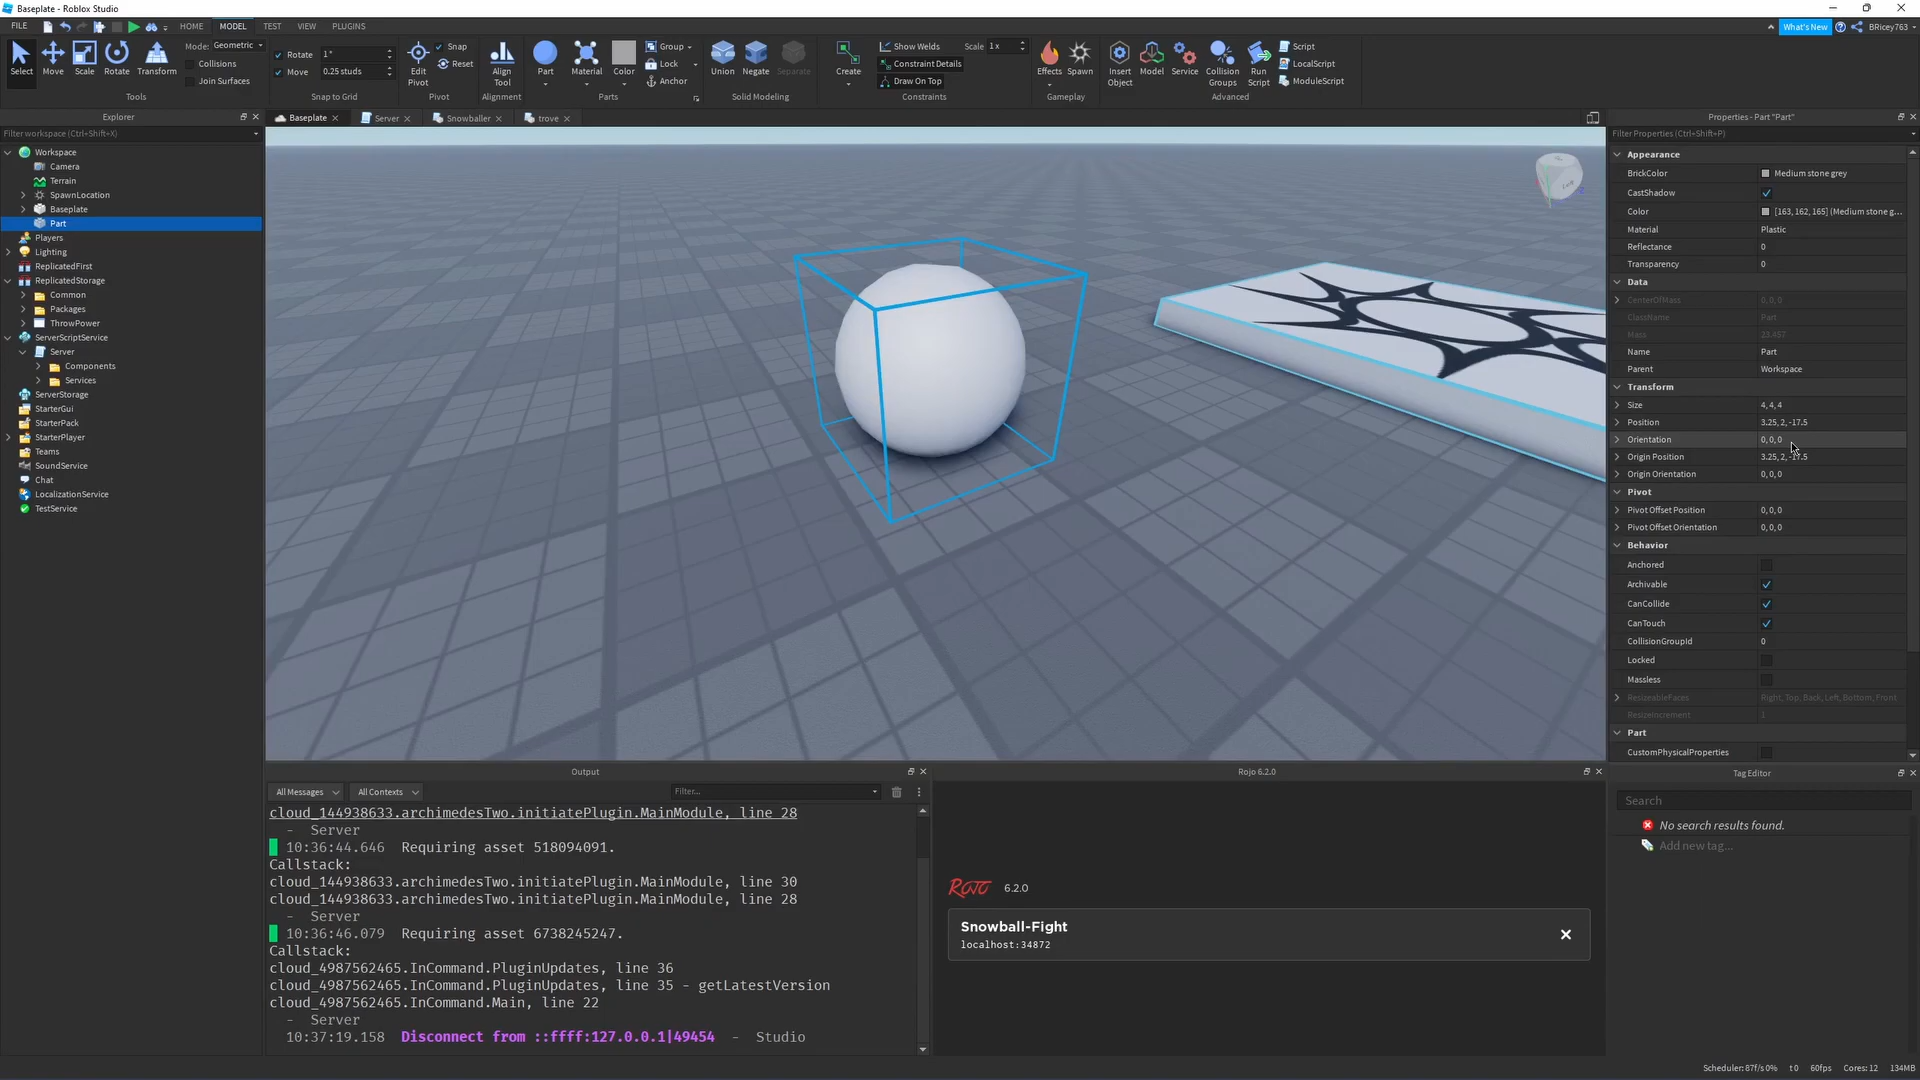 Baseplate - Roblox Studio
FILE HOME MODEL TEST VIEW PLUGINS
What's New BRicey763
Select Move Scale Rotate Transform
Mode: Geometric
Collisions
Join Surfaces
Tools
Rotate 1°
Move 0.25 studs
Snap to Grid
Edit Pivot
Snap
Reset
Pivot
Align Tool
Alignment
Part Material Color
Group
Lock
Anchor
Parts
Union Negate Separate
Solid Modeling
Create
Show Welds
Constraint Details
Draw On Top
Scale 1x
Constraints
Effects Spawn
Gameplay
Insert Object
Model
Service
Collision Groups
Run Script
Script
LocalScript
ModuleScript
Advanced
Explorer
Filter workspace (Ctrl+Shift+X)
Workspace
Camera
Terrain
SpawnLocation
Baseplate
Part
Players
Lighting
ReplicatedFirst
ReplicatedStorage
Common
Packages
ThrowPower
ServerScriptService
Server
Components
Services
ServerStorage
StarterGui
StarterPack
StarterPlayer
Teams
SoundService
Chat
LocalizationService
TestService
Baseplate Server Snowballer trove
Properties - Part "Part"
Filter Properties (Ctrl+Shift+P)
Appearance
BrickColor Medium stone grey
CastShadow
Color [163, 162, 165] (Medium stone g...
Material Plastic
Reflectance 0
Transparency 0
Data
CenterOfMass 0, 0, 0
ClassName Part
Mass 23.457
Name Part
Parent Workspace
Transform
Size 4, 4, 4
Position 3.25, 2, -17.5
Orientation 0, 0, 0
Origin Position 3.25, 2, -17.5
Origin Orientation 0, 0, 0
Pivot
Pivot Offset Position 0, 0, 0
Pivot Offset Orientation 0, 0, 0
Behavior
Anchored
Archivable
CanCollide
CanTouch
CollisionGroupId 0
Locked
Massless
ResizeableFaces Right, Top, Back, Left, Bottom, Front
ResizeIncrement 1
Part
CustomPhysicalProperties
Output
All Messages All Contexts Filter...
cloud_144938633.archimedesTwo.initiatePlugin.MainModule, line 28
- Server
10:36:44.646 Requiring asset 518094091.
Callstack:
cloud_144938633.archimedesTwo.initiatePlugin.MainModule, line 30
cloud_144938633.archimedesTwo.initiatePlugin.MainModule, line 28
- Server
10:36:46.079 Requiring asset 6738245247.
Callstack:
cloud_4987562465.InCommand.PluginUpdates, line 36
cloud_4987562465.InCommand.PluginUpdates, line 35 - getLatestVersion
cloud_4987562465.InCommand.Main, line 22
- Server
10:37:19.158 Disconnect from ::ffff:127.0.0.1|49454 - Studio
Rojo 6.2.0
ROJO 6.2.0
Snowball-Fight
localhost:34872
Tag Editor
Search
No search results found.
Add new tag...
Scheduler: 87f/s 0% t 0 60fps Cores: 12 134MB